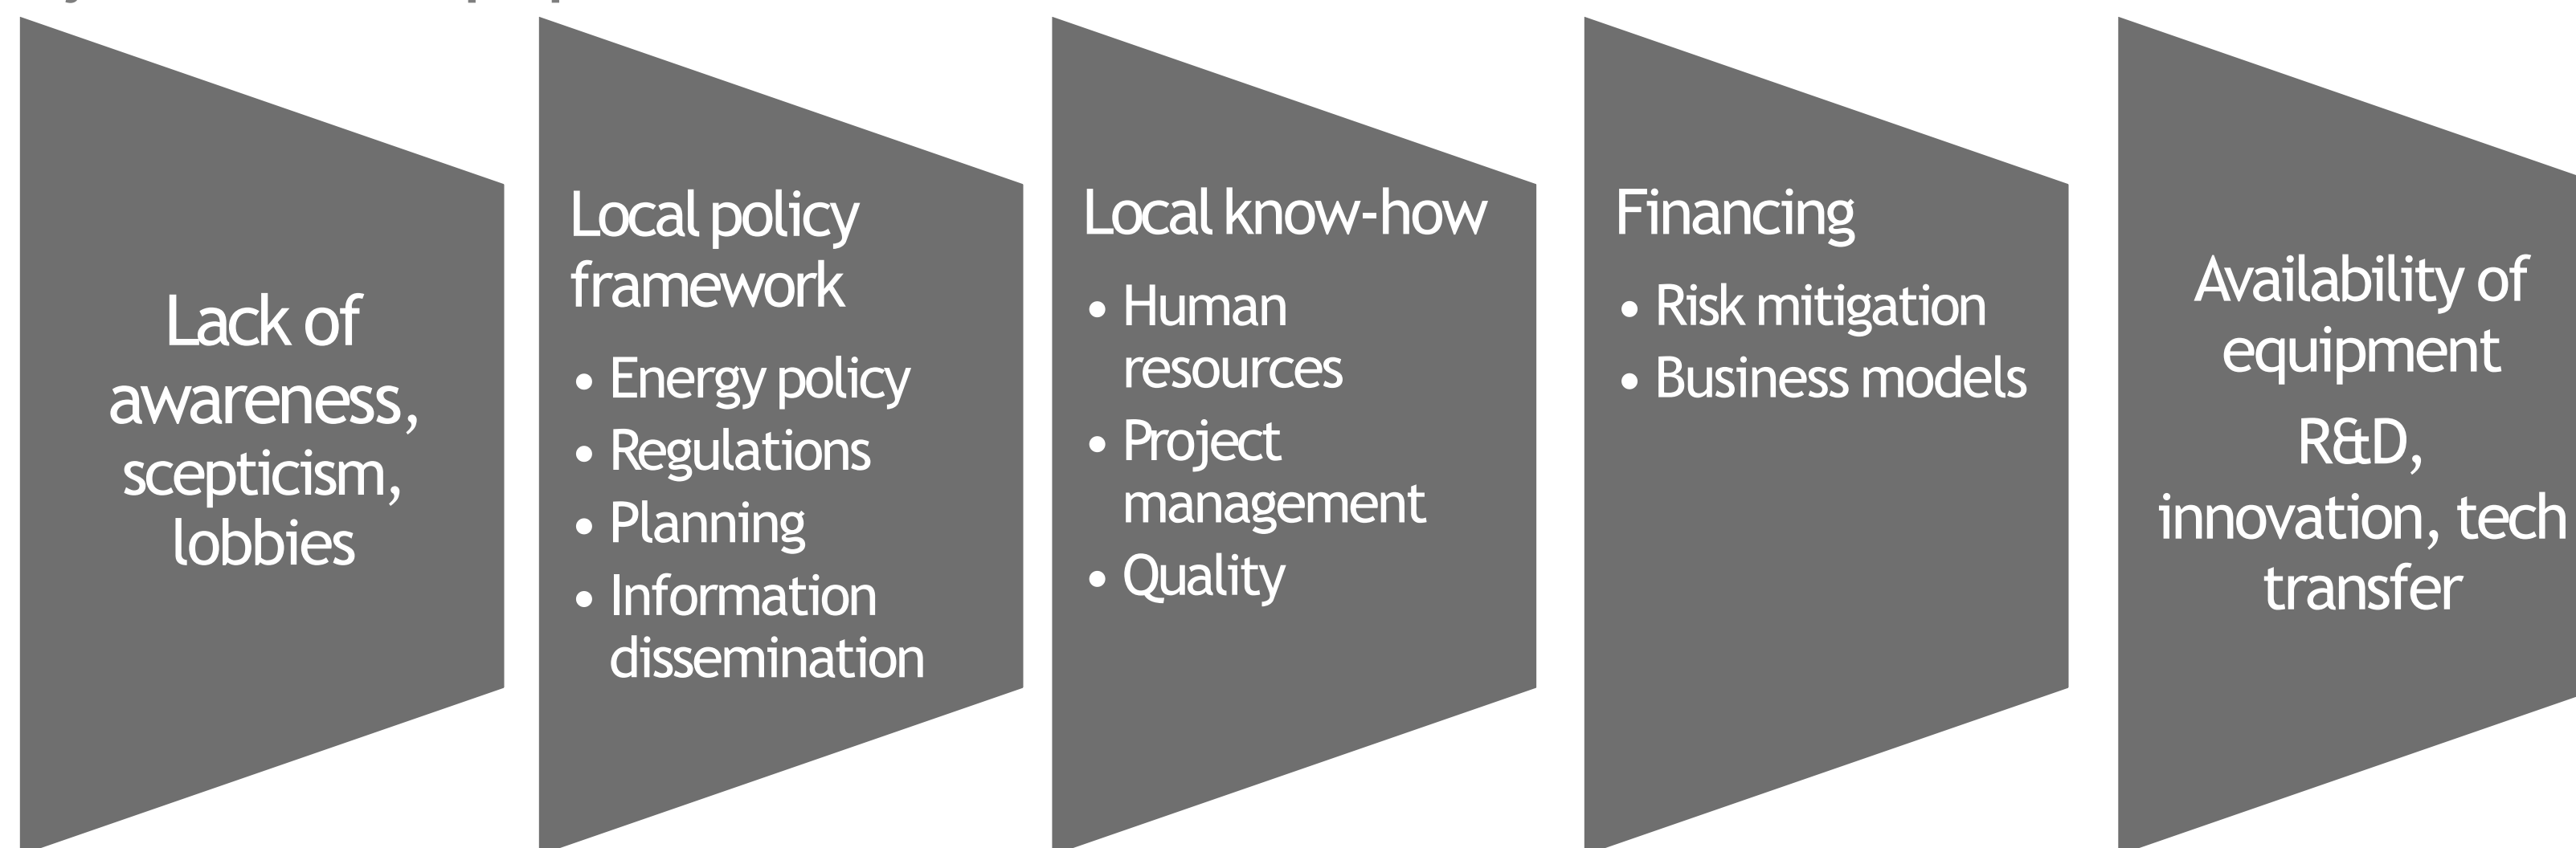 Lack of
awareness,
scepticism,
lobbies
Local policy
framework
• Energy policy
• Regulations
• Planning
• Information
dissemination
Local know-how
• Human
resources
• Project
management
• Quality
Financing
• Risk mitigation
• Business models
Availability of
equipment
R&D,
innovation, tech
transfer